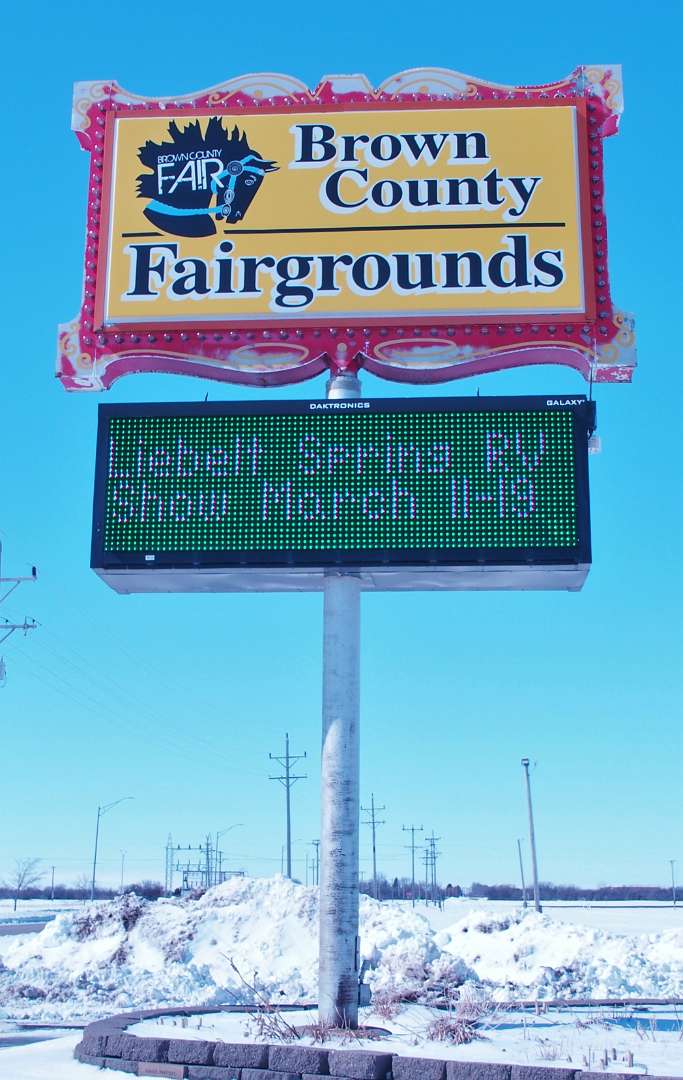 BROWN COUNTY
FAIR
Brown
County
Fairgrounds
DAKTRONICS
GALAXY
Liebelt Spring RV
Show March 11-19